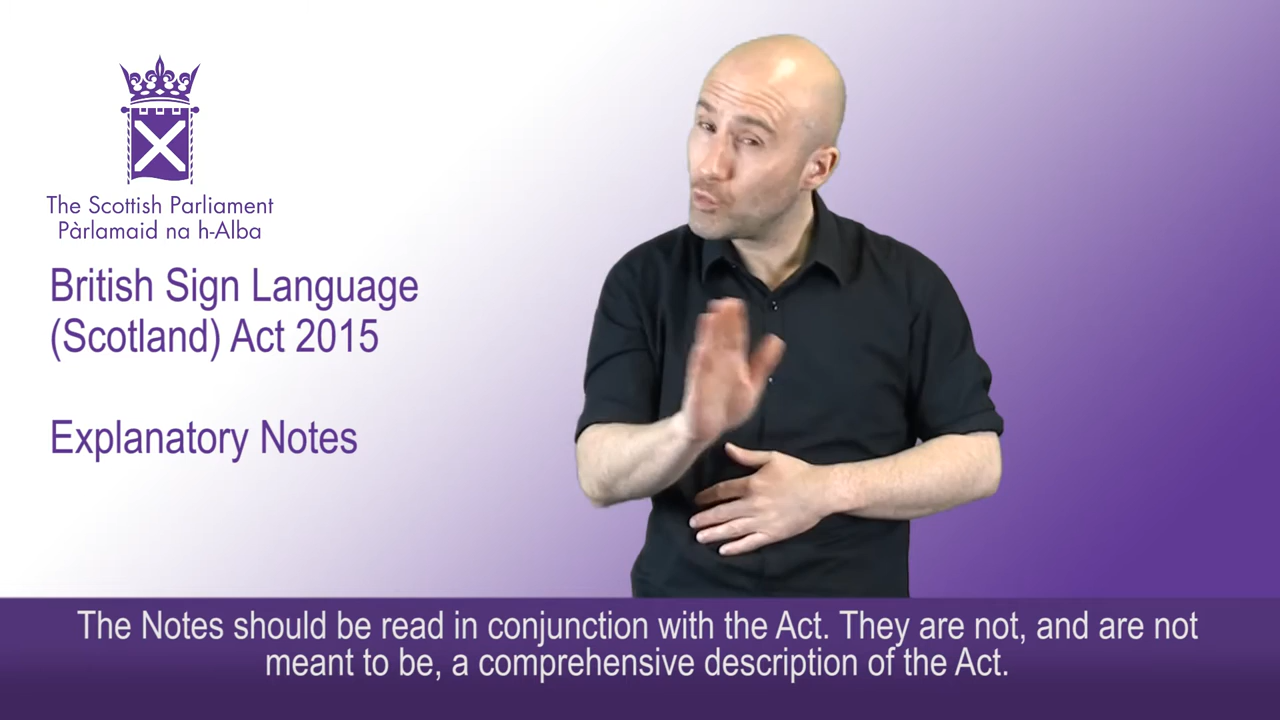 The Scottish Parliament
Pàrlamaid na h-Alba
British Sign Language
(Scotland) Act 2015
Explanatory Notes
The Notes should be read in conjunction with the Act. They are not, and are not
meant to be, a comprehensive description of the Act.